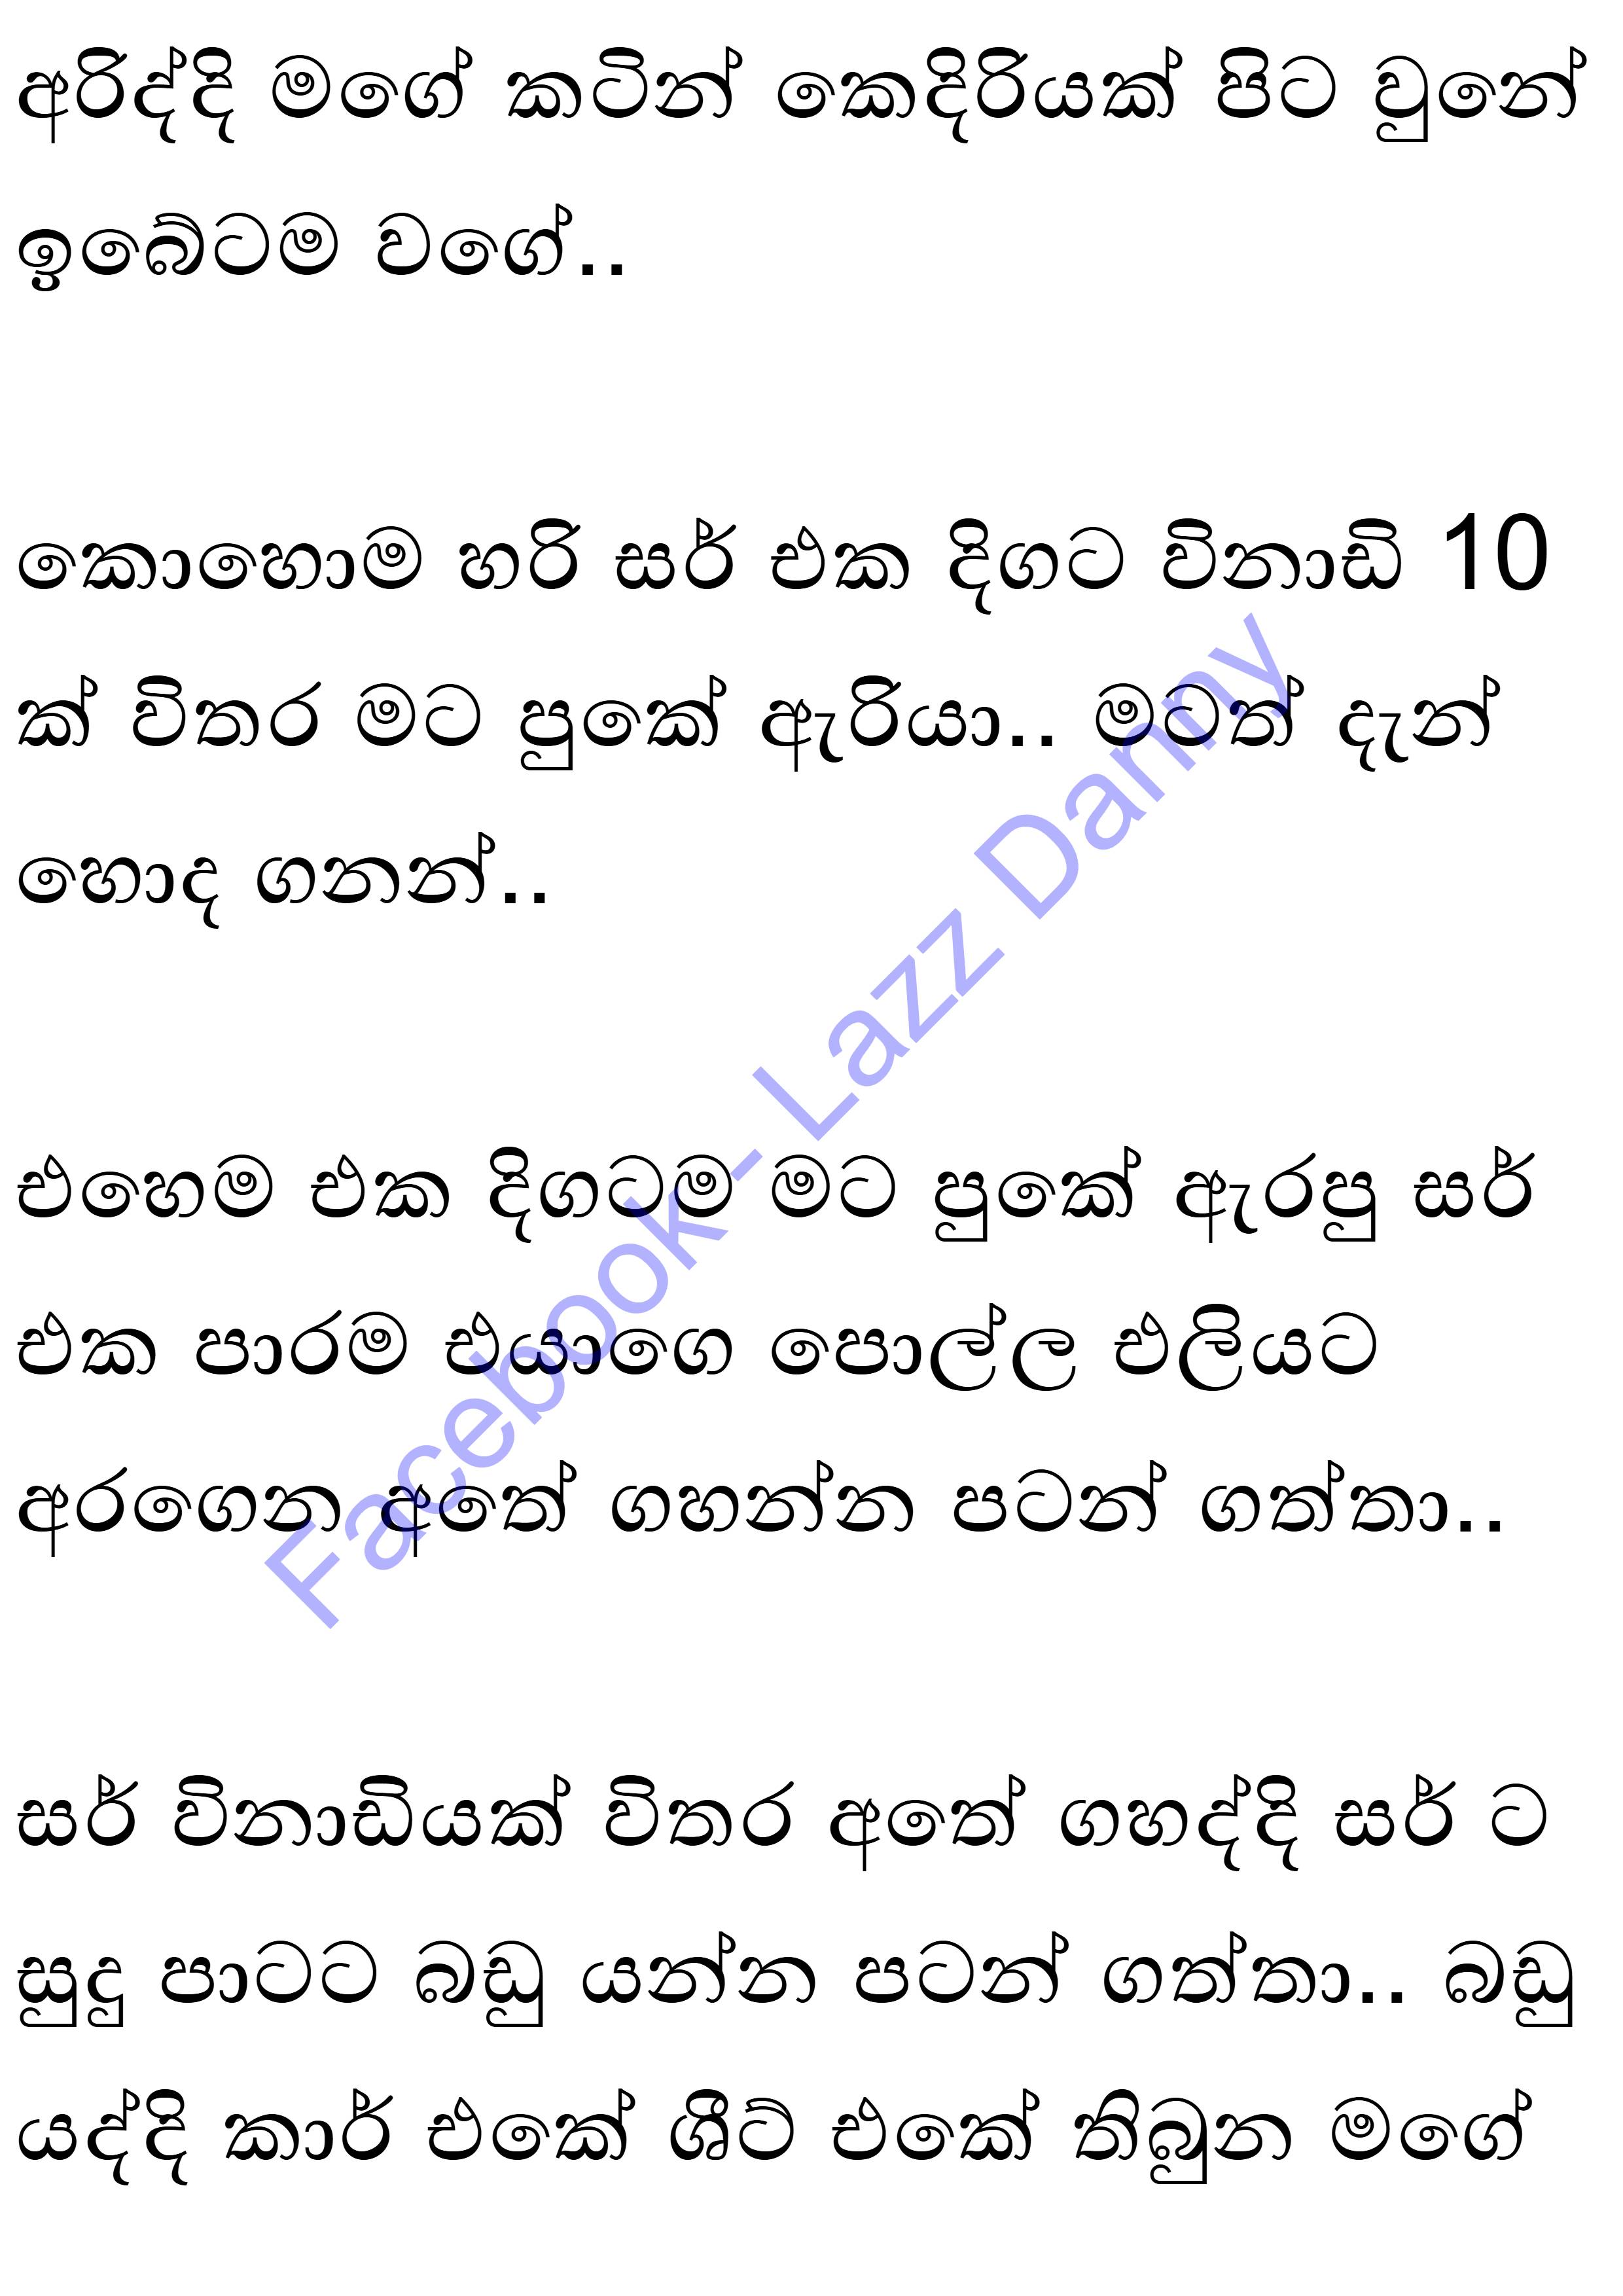 අරිද්දි මගේ කටින් කෙදිරියක් පිට වුනේ
ඉබේටම වගේ..
කොහොම හරි සර් එක දිගට විනාඩි 10
ක් විතර මට පුකේ ඇරියා.. මටත් දැන්
හොද ගනන්..
එහෙම එක දිගටම මට පුකේ ඇරපු සර්
එක පාරම එයාගෙ පොල්ල එලියට
අරගෙන අතේ ගහන්න පටන් ගත්තා..
සර් විනාඩියක් විතර අතේ ගහද්දි සර් ට
සුදු පාටට බඩු යන්න පටන් ගත්තා.. බඩු
යද්දි කාර් එකේ ශීට් එකේ තිබුන මගේ
Facebook- Lazz Danny